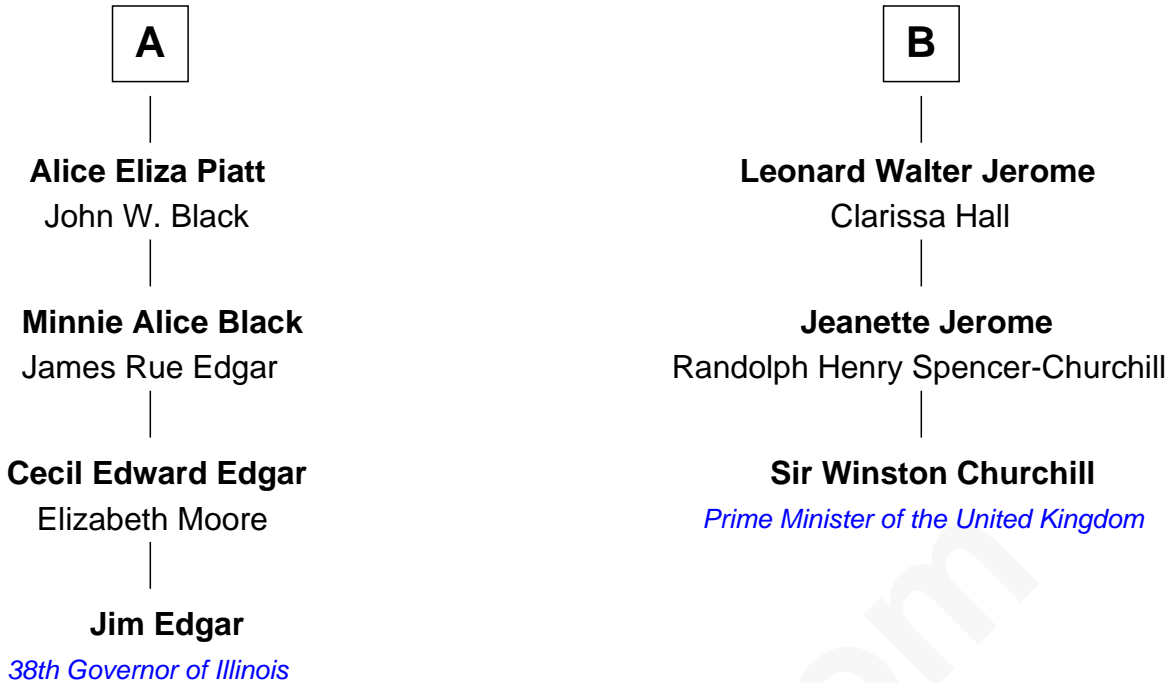 A
Alice Eliza Piatt
John W. Black
Minnie Alice Black
James Rue Edgar
Cecil Edward Edgar
Elizabeth Moore
Jim Edgar
38th Governor of Illinois
B
Leonard Walter Jerome
Clarissa Hall
Jeanette Jerome
Randolph Henry Spencer-Churchill
Sir Winston Churchill
Prime Minister of the United Kingdom
om